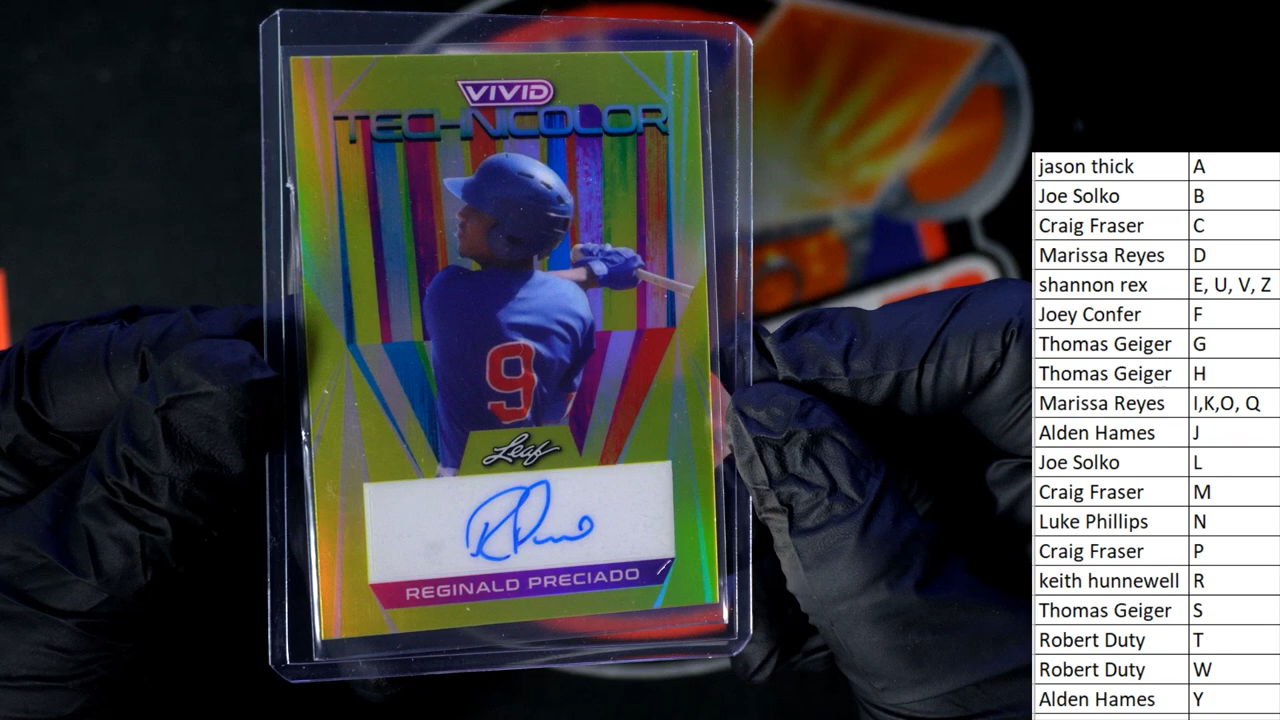 VIVID
TECHNICOLOR
9
Leaf
REGINALD PRECIADO
jason thick A
Joe Solko B
Craig Fraser C
Marissa Reyes D
shannon rex E, U, V, Z
Joey Confer F
Thomas Geiger G
Thomas Geiger H
Marissa Reyes I,K,O, Q
Alden Hames J
Joe Solko L
Craig Fraser M
Luke Phillips N
Craig Fraser P
keith hunnewell R
Thomas Geiger S
Robert Duty T
Robert Duty W
Alden Hames Y